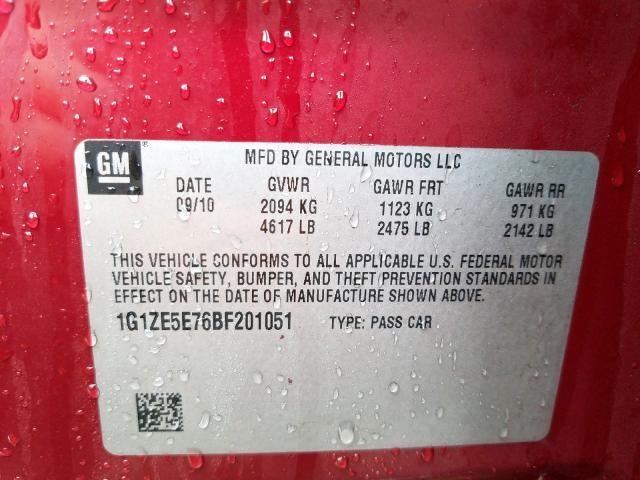 GM ® MFD BY GENERAL MOTORS LLC
DATE GVWR GAWR FRT GAWR RR
09/10 2094 KG 1123 KG 971 KG
4617 LB 2475 LB 2142 LB
THIS VEHICLE CONFORMS TO ALL APPLICABLE U.S. FEDERAL MOTOR
VEHICLE SAFETY, BUMPER, AND THEFT PREVENTION STANDARDS IN
EFFECT ON THE DATE OF MANUFACTURE SHOWN ABOVE.
1G1ZE5E76BF201051 TYPE: PASS CAR